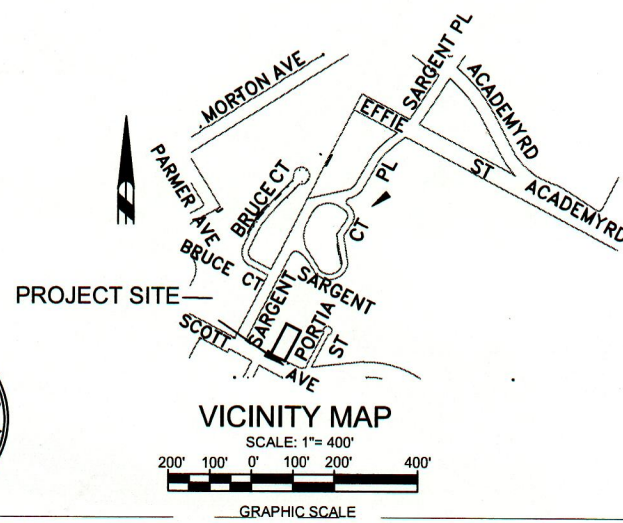 SARGENT PL
ACADEMY RD
MORTON AVE
EFFIE
ST
ACADEMY RD
PARMER AVE
BRUCE CT
PL
CT
BRUCE CT
SARGENT
SARGENT
PROJECT SITE
PORTIA
ST
SCOTT
AVE
VICINITY MAP
SCALE: 1"= 400'
200' 100' 0' 100' 200' 400'
GRAPHIC SCALE